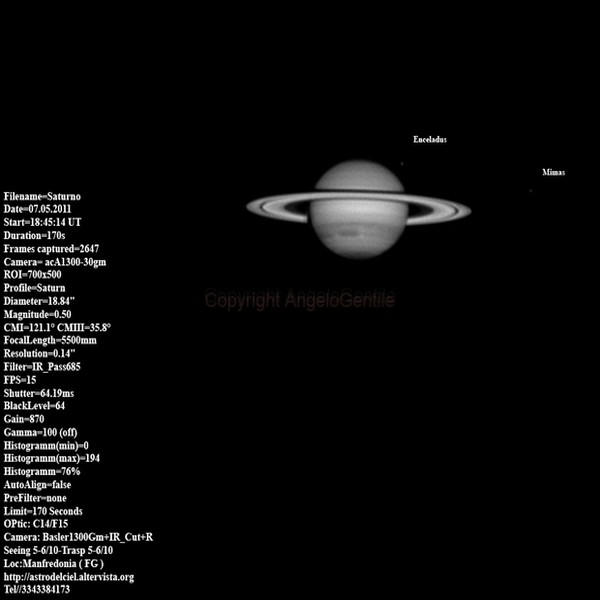 Enceladus
Mimas
Filename=Saturno
Date=07.05.2011
Start=18:45:14 UT
Duration=170s
Frames captured=2647
Camera= acA1300-30gm
ROI=700x500
Profile=Saturn
Diameter=18.84"
Magnitude=0.50
CMI=121.1° CMIII=35.8°
FocalLength=5500mm
Resolution=0.14"
Filter=IR_Pass685
FPS=15
Shutter=64.19ms
BlackLevel=64
Gain=870
Gamma=100 (off)
Histogramm(min)=0
Histogramm(max)=194
Histogramm=76%
AutoAlign=false
PreFilter=none
Limit=170 Seconds
OPtic: C14/F15
Camera: Basler1300Gm+IR_Cut+R
Seeing 5-6/10-Trasp 5-6/10
Loc:Manfredonia ( FG )
http://astrodelciel.altervista.org
Tel//3343384173
Copyright AngeloGentile